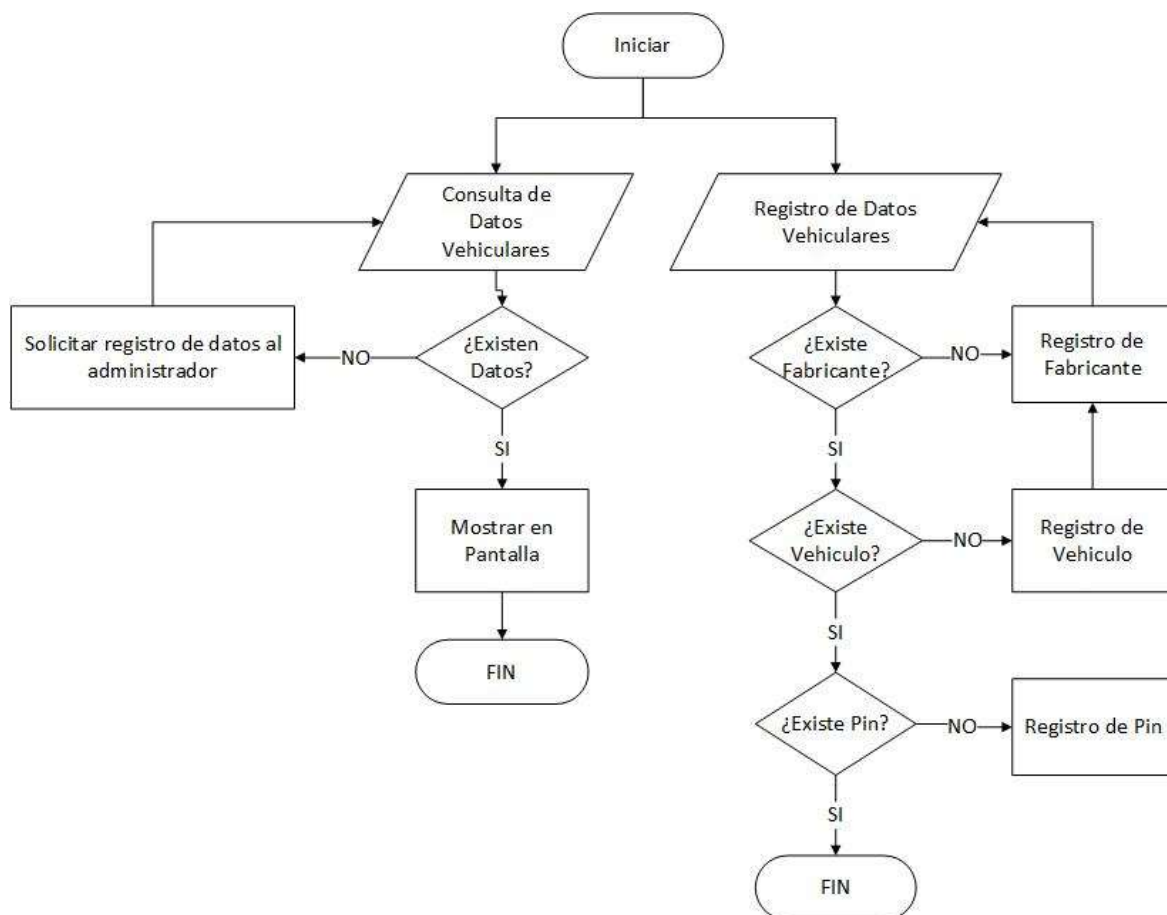 Iniciar
Consulta de
Datos
Vehiculares
Registro de Datos
Vehiculares
Solicitar registro de datos al
administrador
NO
¿Existen
Datos?
¿Existe
Fabricante?
NO
Registro de
Fabricante
SI
SI
Mostrar en
Pantalla
¿Existe
Vehiculo?
NO
Registro de
Vehiculo
SI
FIN
¿Existe Pin?
NO
Registro de Pin
SI
FIN